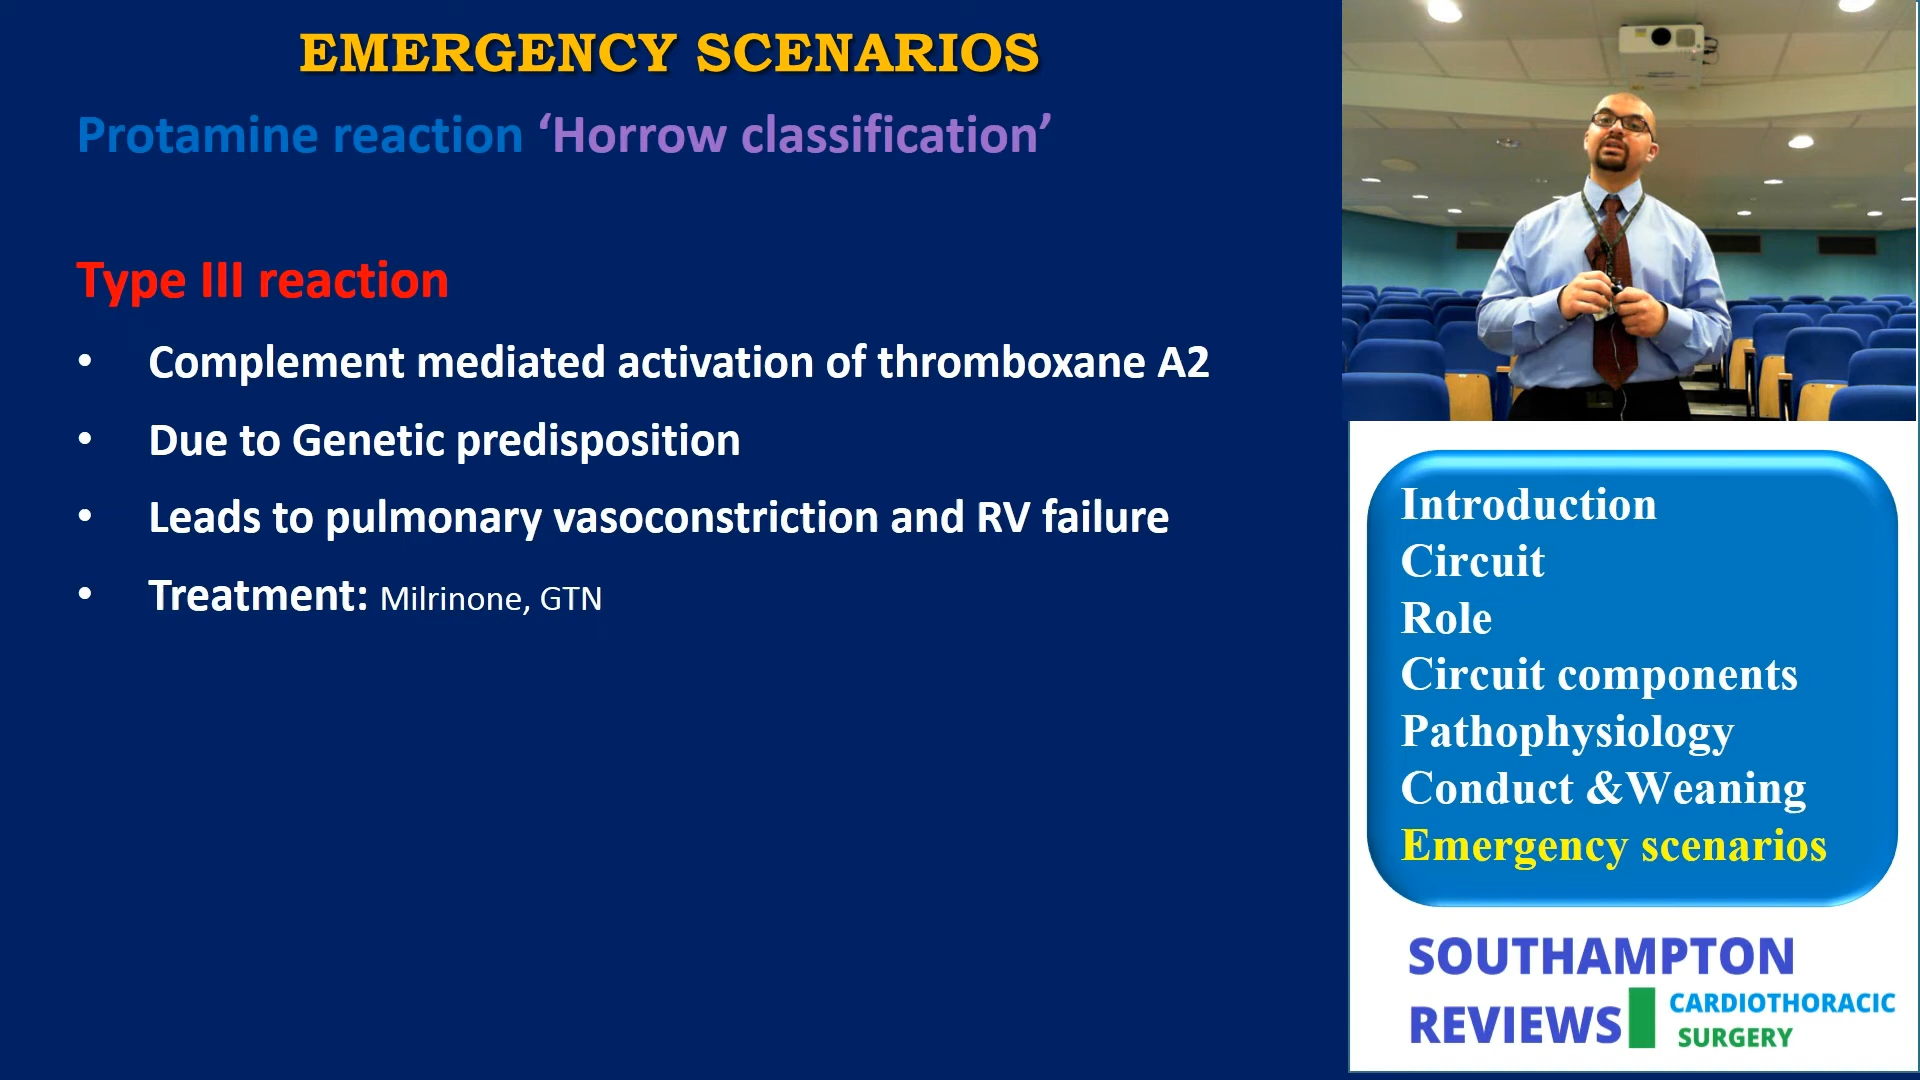 EMERGENCY SCENARIOS
Protamine reaction ‘Horrow classification’
Type III reaction
• Complement mediated activation of thromboxane A2
• Due to Genetic predisposition
• Leads to pulmonary vasoconstriction and RV failure
• Treatment: Milrinone, GTN
Introduction
Circuit
Role
Circuit components
Pathophysiology
Conduct &Weaning
Emergency scenarios
SOUTHAMPTON
REVIEWS
CARDIOTHORACIC
SURGERY